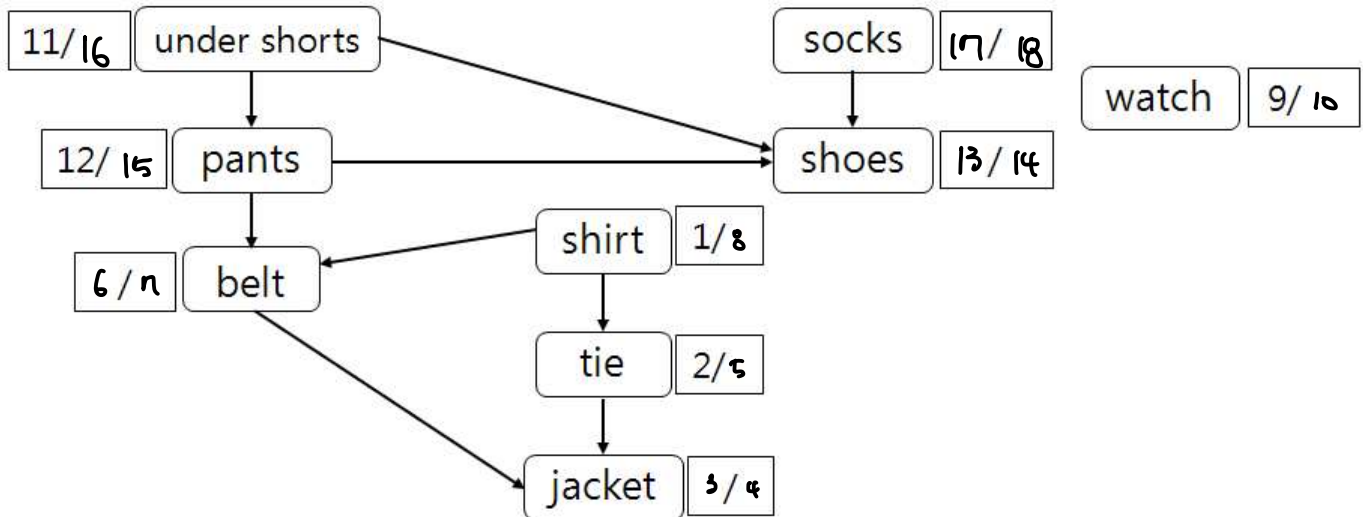 11/16 under shorts
socks 17/18
watch 9/10
12/15 pants
shoes 13/14
shirt 1/8
6/7 belt
tie 2/5
jacket 3/4